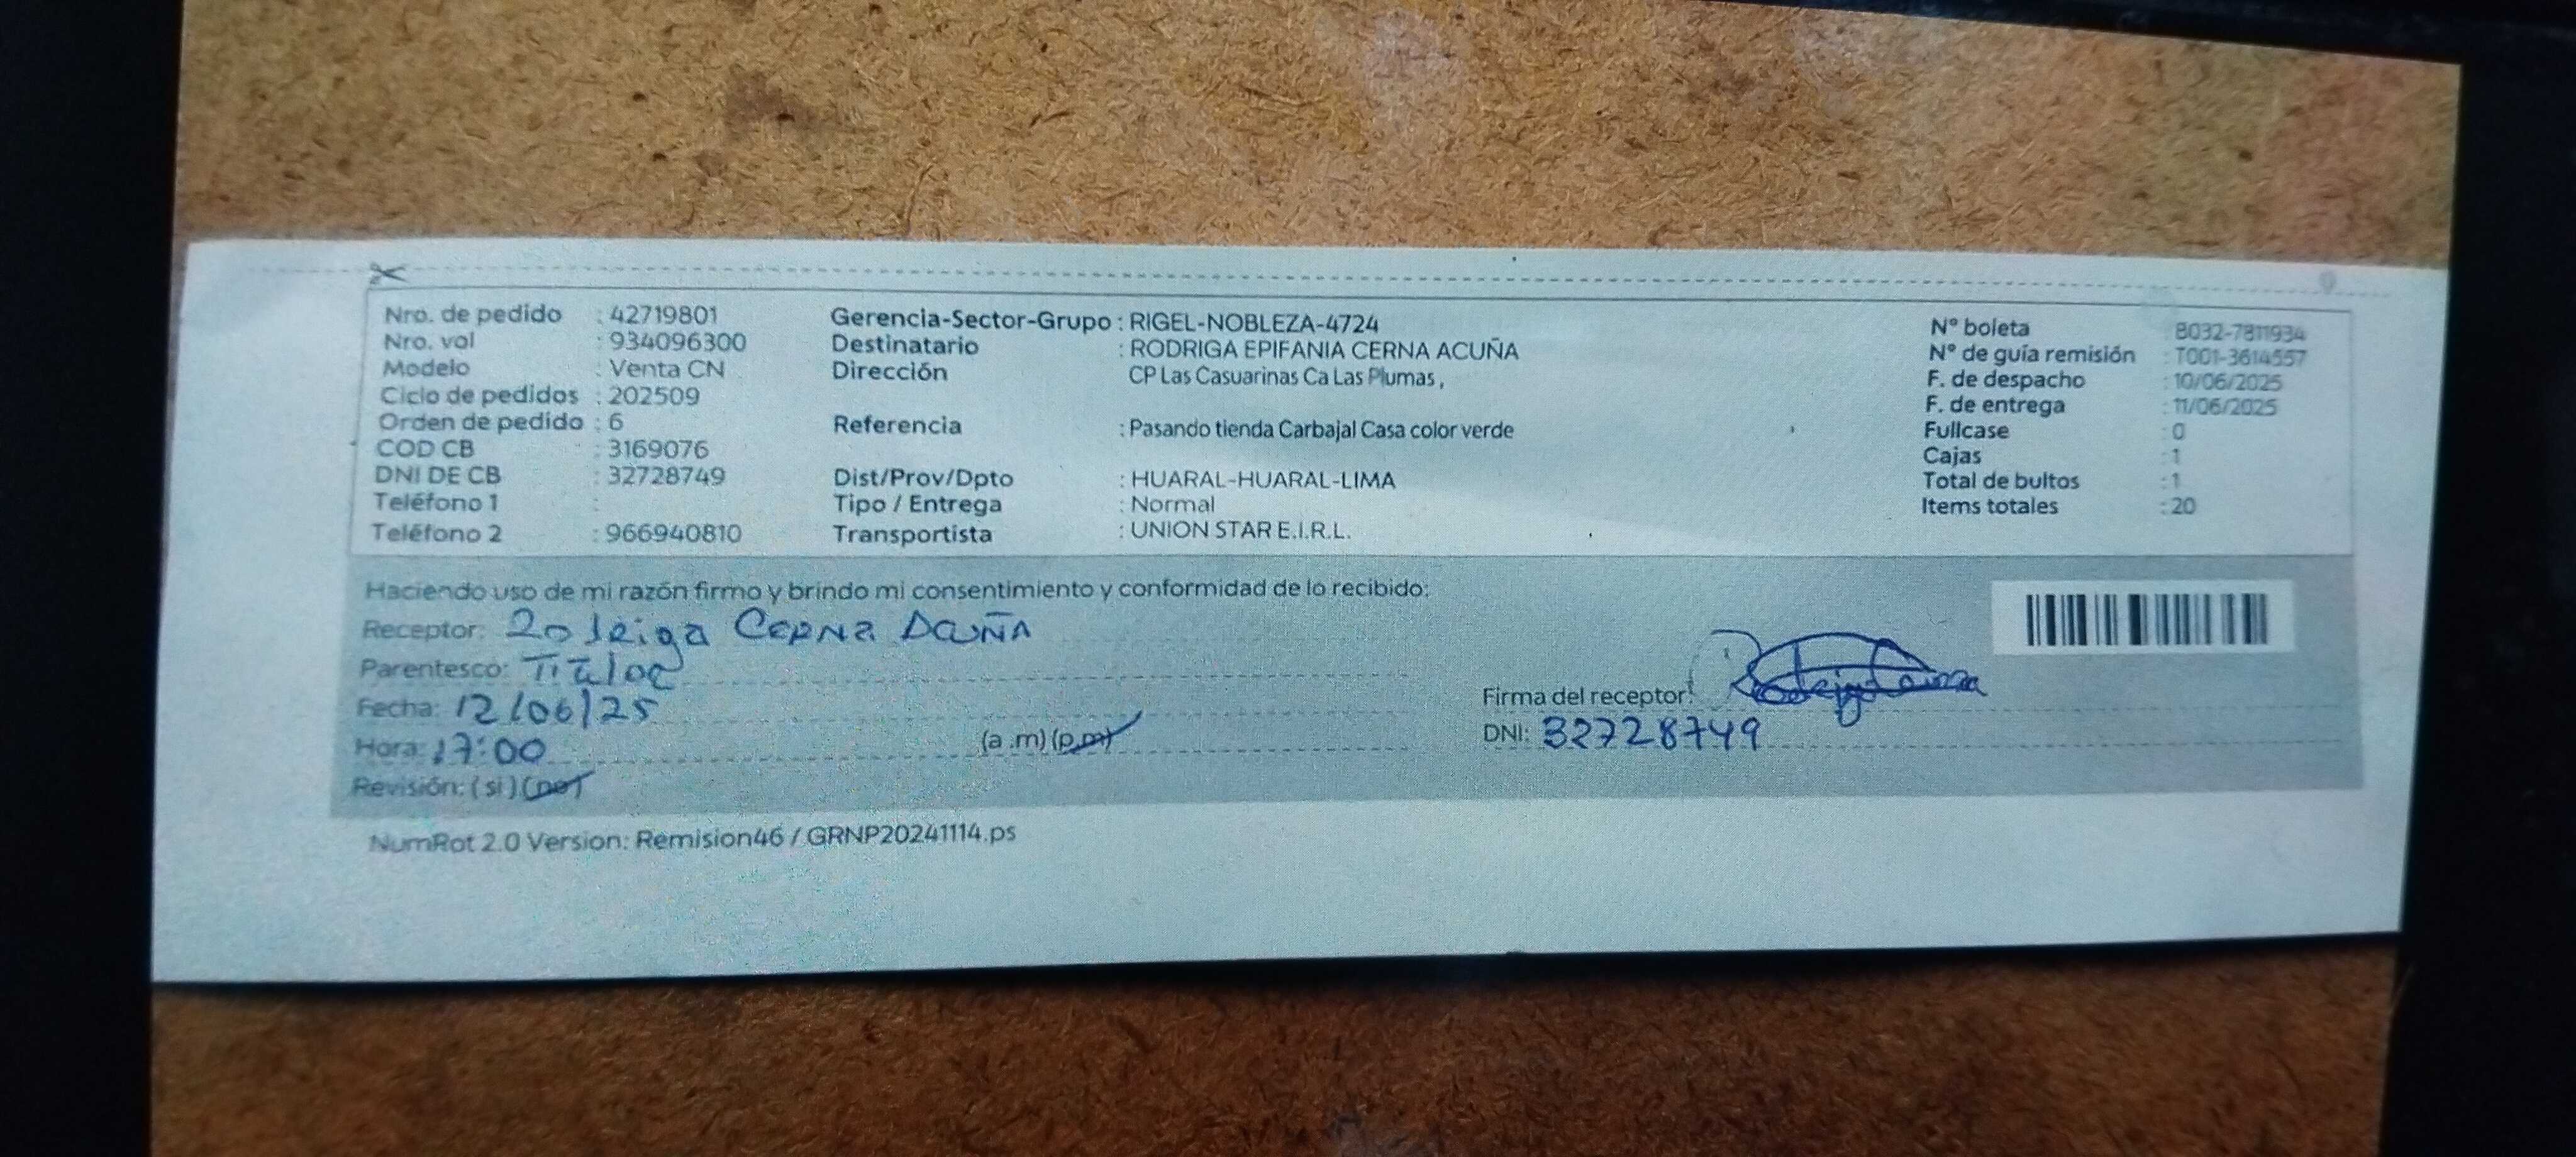 Nro. de pedido : 42719801
Nro. vol : 934096300
Modelo : Venta CN
Ciclo de pedidos : 202509
Orden de pedido : 6
COD CB : 3169076
DNI DE CB : 32728749
Teléfono 1 :
Teléfono 2 : 966940810
Gerencia-Sector-Grupo : RIGEL-NOBLEZA-4724
Destinatario : RODRIGA EPIFANIA CERNA ACUÑA
Dirección CP Las Casuarinas Ca Las Plumas ,
Referencia : Pasando tienda Carbajal Casa color verde
Dist/Prov/Dpto : HUARAL-HUARAL-LIMA
Tipo / Entrega : Normal
Transportista : UNION STAR E.I.R.L.
N° boleta : B032-7811934
N° de guía remisión : T001-3614557
F. de despacho : 10/06/2025
F. de entrega : 11/06/2025
Fullcase : 0
Cajas : 1
Total de bultos : 1
Items totales : 20
Haciendo uso de mi razón firmo y brindo mi consentimiento y conformidad de lo recibido:
Receptor: Rodriga CERNA ACUÑA
Parentesco: Titular
Fecha: 12/06/25
Hora: 17:00 (a .m) (p.m)
Revisión: ( si ) (no)
Firma del receptor:
DNI: 32728749
NumRot 2.0 Version: Remision46 / GRNP20241114.ps